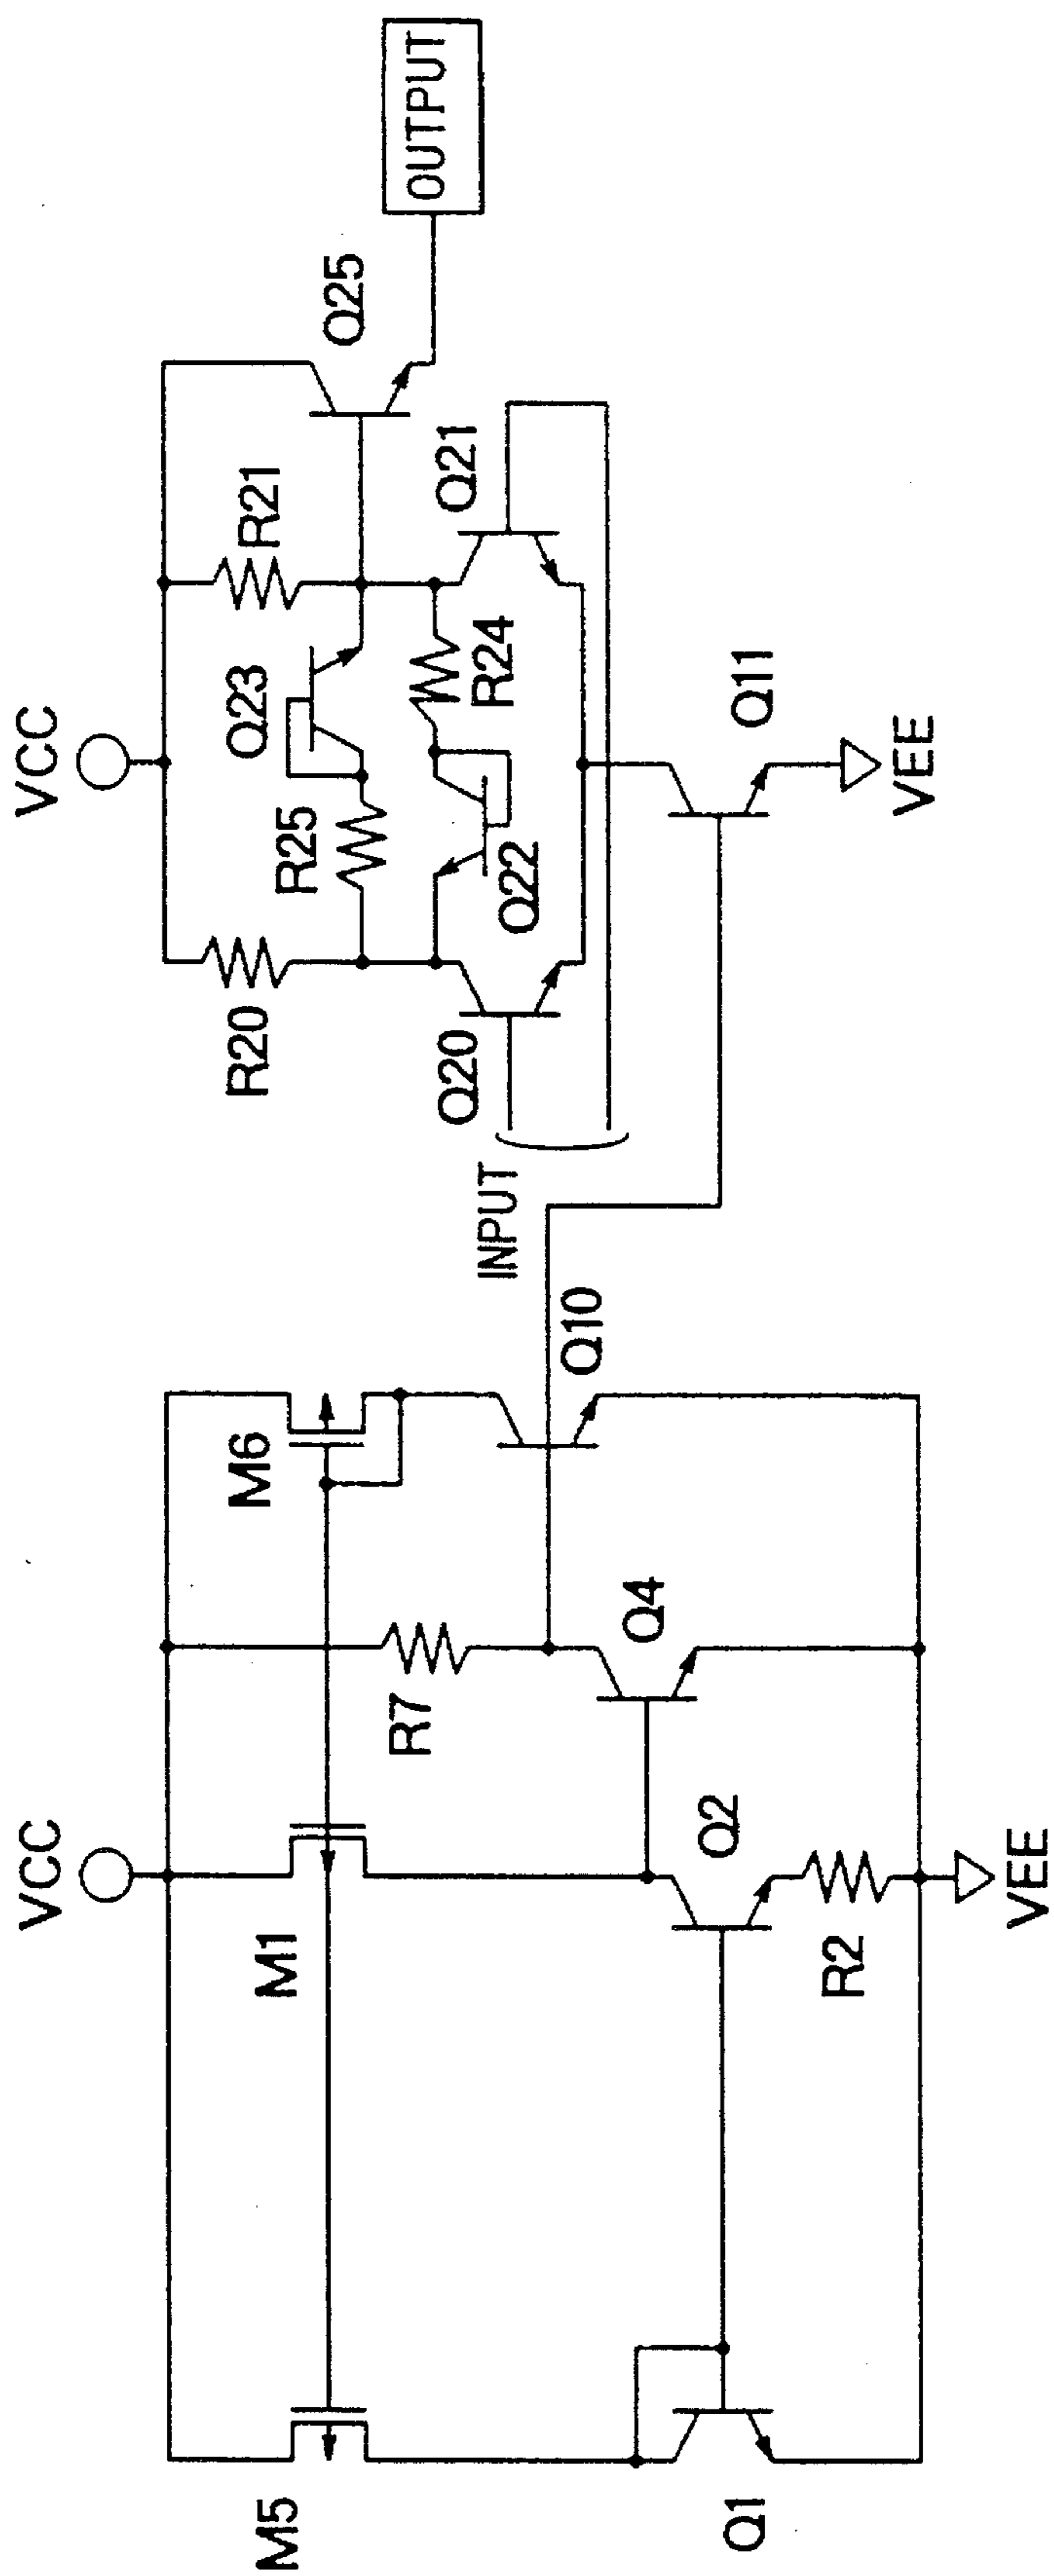 VCC
VCC
M5
M1
M6
R7
Q1
Q2
Q4
Q10
R2
VEE
INPUT
R20
R25
Q23
R21
Q25
OUTPUT
Q20
Q22
R24
Q21
Q11
VEE